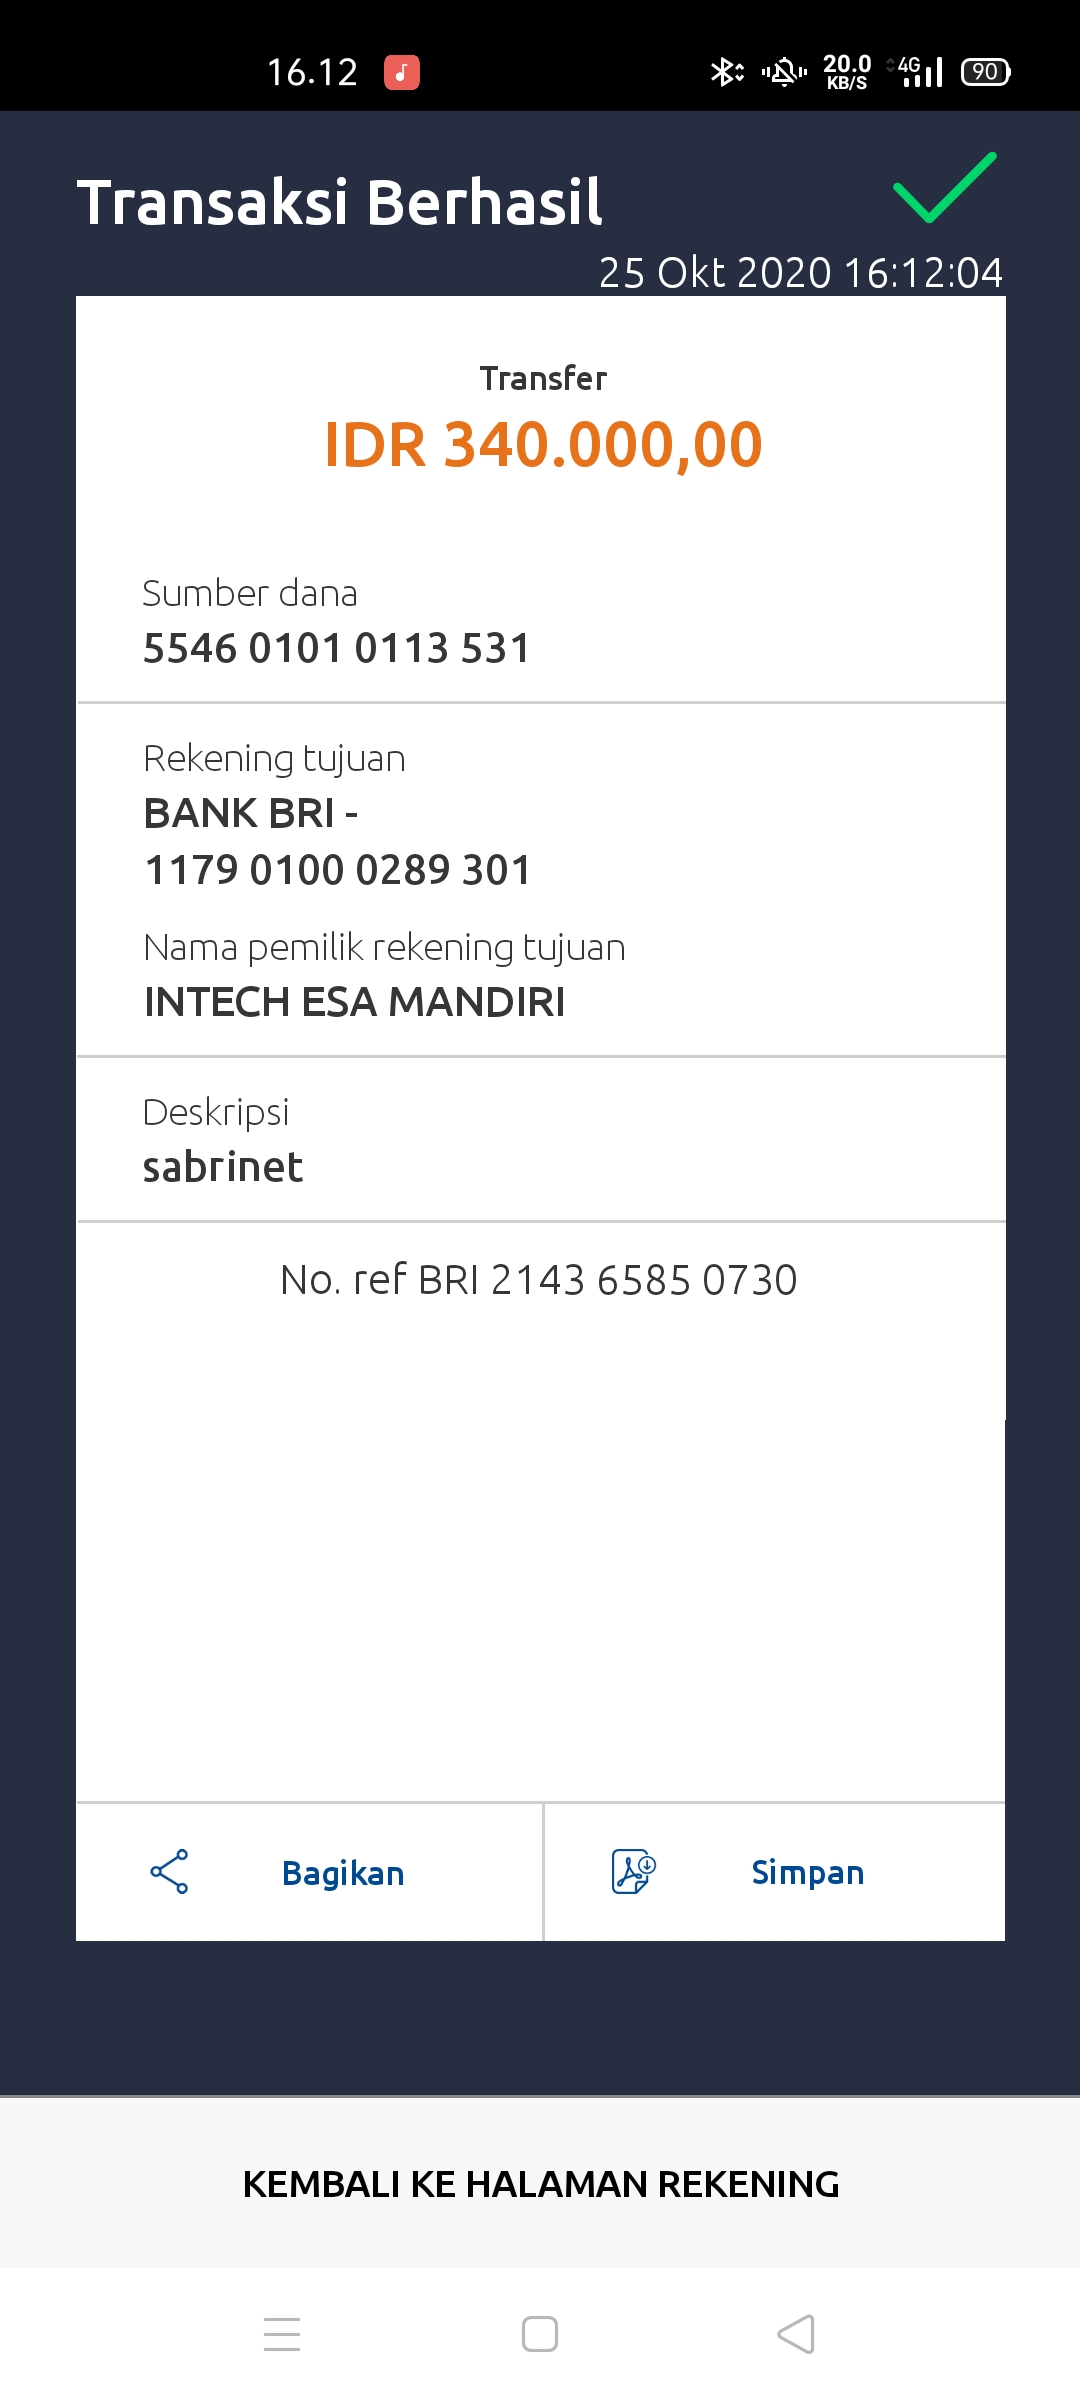 16.12
20.0
KB/S
4G
90
Transaksi Berhasil
25 Okt 2020 16:12:04
Transfer
IDR 340.000,00
Sumber dana
5546 0101 0113 531
Rekening tujuan
BANK BRI -
1179 0100 0289 301
Nama pemilik rekening tujuan
INTECH ESA MANDIRI
Deskripsi
sabrinet
No. ref BRI 2143 6585 0730
Bagikan
Simpan
KEMBALI KE HALAMAN REKENING